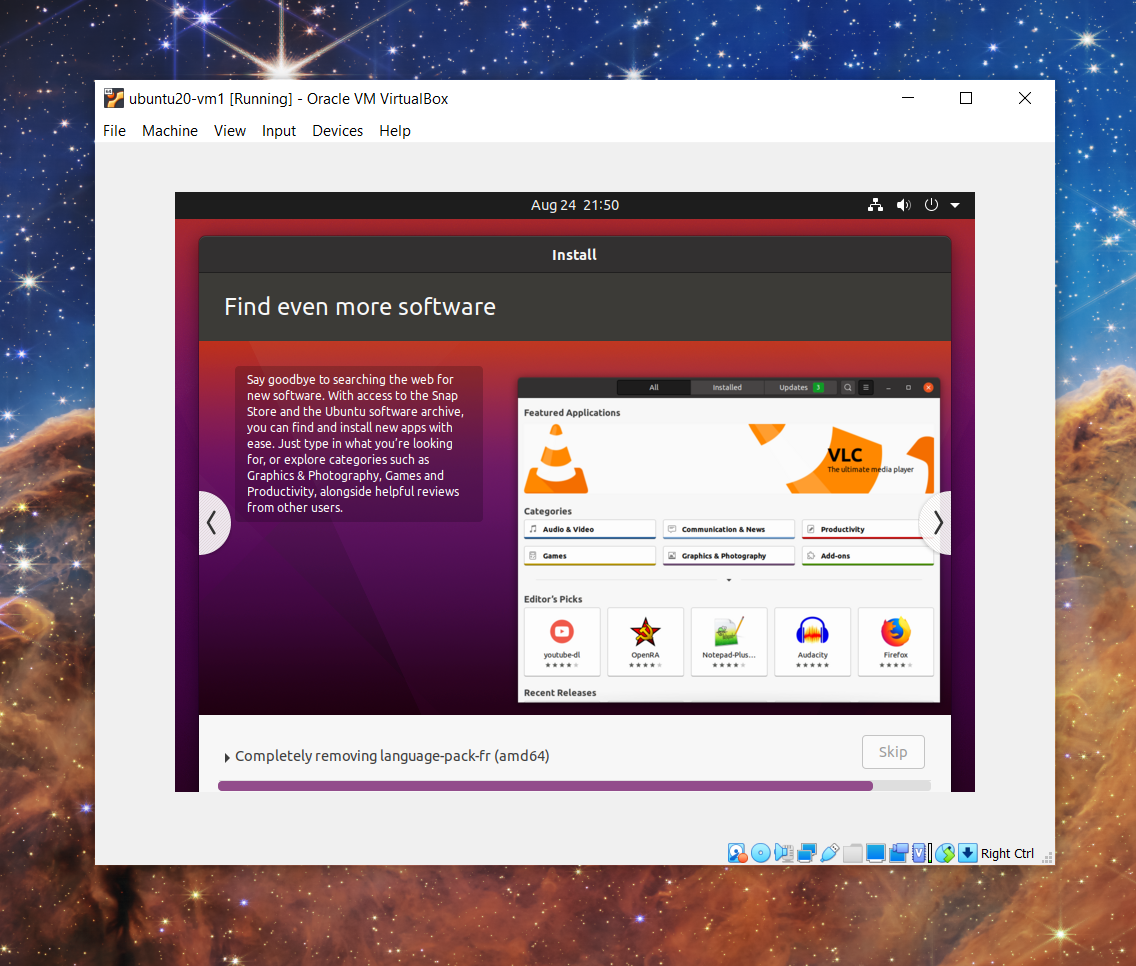 ubuntu20-vm1 [Running] - Oracle VM VirtualBox
File Machine View Input Devices Help
Aug 24 21:50
Install
Find even more software
Say goodbye to searching the web for
new software. With access to the Snap
Store and the Ubuntu software archive,
you can find and install new apps with
ease. Just type in what you're looking
for, or explore categories such as
Graphics & Photography, Games and
Productivity, alongside helpful reviews
from other users.
All Installed Updates 3
Featured Applications
VLC
The ultimate media player
Categories
Audio & Video Communication & News Productivity
Games Graphics & Photography Add-ons
Editor's Picks
youtube-dl OpenRA Notepad-Plus... Audacity Firefox
Recent Releases
Completely removing language-pack-fr (amd64)
Skip
Right Ctrl